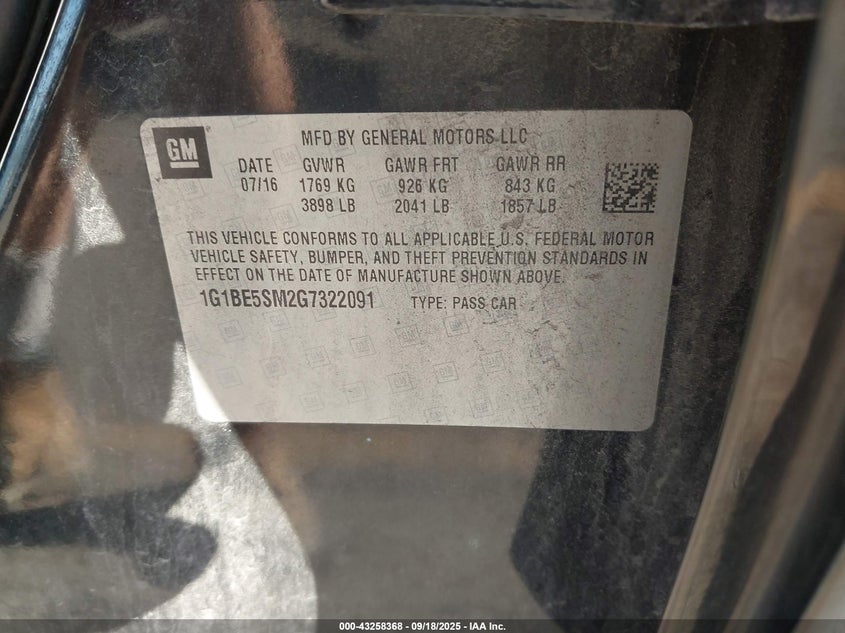 GM
MFD BY GENERAL MOTORS LLC
DATE GVWR GAWR FRT GAWR RR
07/16 1769 KG 926 KG 843 KG
3898 LB 2041 LB 1857 LB
THIS VEHICLE CONFORMS TO ALL APPLICABLE U.S. FEDERAL MOTOR
VEHICLE SAFETY, BUMPER, AND THEFT PREVENTION STANDARDS IN
EFFECT ON THE DATE OF MANUFACTURE SHOWN ABOVE.
1G1BE5SM2G7322091 TYPE: PASS CAR
000-43258368 - 09/18/2025 - IAA Inc.